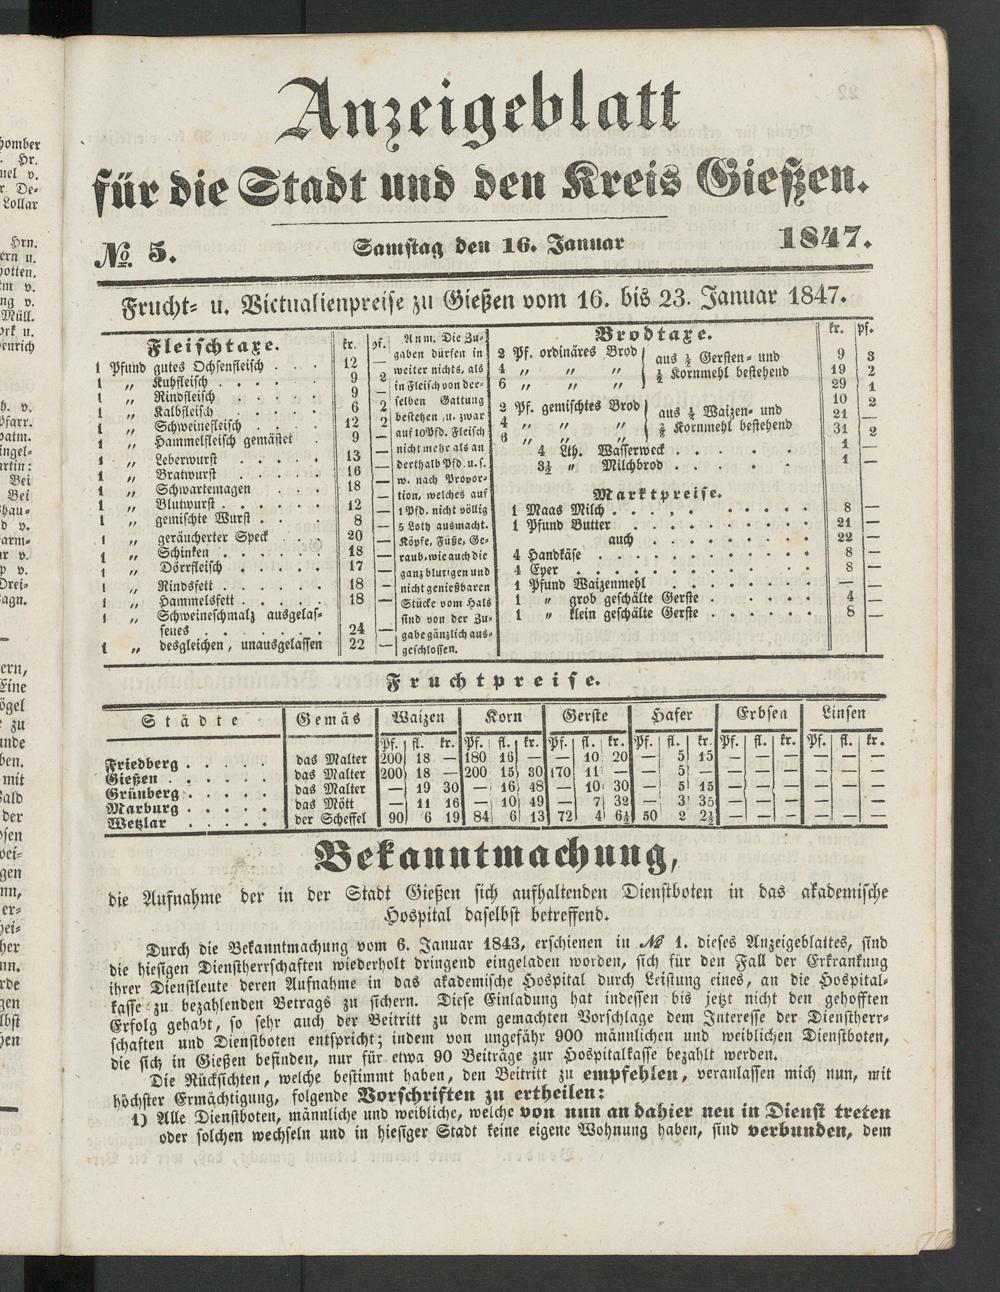 Anzeigeblatt
für die Stadt und den Kreis Gießen.
№ 5. Samstag den 16. Januar 1847.
Frucht- u. Victualienpreise zu Gießen vom 16. bis 23. Januar 1847.
Fleischtaxe. kr. pf.
1 Pfund gutes Ochsenfleisch . . . 12 —
1 „ Kuhfleisch . . . . . 9 2
1 „ Rindfleisch . . . . 9 —
1 „ Kalbfleisch . . . . 6 2
1 „ Schweinefleisch . . . . 12 2
1 „ Hammelfleisch gemästet . 9 —
1 „ Leberwurst . . . . . 13 —
1 „ Bratwurst . . . . . 16 —
1 „ Schwartemagen . . . 18 —
1 „ Blutwurst . . . . . 12 —
1 „ gemischte Wurst . . . 8 —
1 „ geräucherter Speck . . . 20 —
1 „ Schinken . . . . . 18 —
1 „ Dörrfleisch . . . . . 17 —
1 „ Rindsfett . . . . . 18 —
1 „ Hammelsfett . . . . . 18 —
1 „ Schweineschmalz ausgelas-
senes . . . . . . 24 —
1 „ desgleichen, unausgelassen 22 —
Anm. Die Zu-
gaben dürfen in
weiter nichts, als
in Fleisch von der-
selben Gattung
bestehen u. zwar
auf 10 Pfd. Fleisch
nicht mehr als an
derthalb Pfd. u. s.
w. nach Propor-
tion, welches auf
1 Pfd. nicht völlig
5 Loth ausmacht.
Köpfe, Füße, Ge-
raub, wie auch die
ganz blutigen und
nicht genießbaren
Stücke vom Hals
sind von der Zu-
gabe gänzlich aus-
geschlossen.
Brodtaxe. kr. pf.
2 Pf. ordinäres Brod aus ½ Gersten- und 9 3
4 „ „ „ ½ Kornmehl bestehend 19 2
6 „ „ „ 29 1
2 Pf. gemischtes Brod aus ⅓ Waizen- und 10 2
4 „ „ „ ⅔ Kornmehl bestehend 21 —
6 „ „ „ 31 2
4 Lth. Wasserweck . . . . . 1 —
3½ „ Milchbrod . . . . . 1 —
Marktpreise.
1 Maas Milch . . . . . . . 8 —
1 Pfund Butter . . . . . . . 21 —
auch . . . . . . . 22 —
4 Handkäse . . . . . . . 8 —
4 Eyer . . . . . . . 8 —
1 Pfund Waizenmehl . . . . . . — —
1 „ grob geschälte Gerste . . . . . 4 —
1 „ klein geschälte Gerste . . . . . 8 —
Fruchtpreise.
Städte Gemäs Waizen Korn Gerste Hafer Erbsen Linsen
Pf. fl. kr. Pf. fl. kr. Pf. fl. kr. Pf. fl. kr. Pf. fl. kr. Pf. fl. kr.
Friedberg . . . . . das Malter 200 18 — 180 16 — — 10 20 — 5 15 — — — — — —
Gießen . . . . . . das Malter 200 18 — 200 15 30 170 11 — — 5 — — — — — — —
Grünberg . . . . . das Malter — 19 30 — 16 48 — 10 30 — 5 15 — — — — — —
Marburg . . . . . das Mött — 11 16 — 10 49 — 7 32 — 3 35 — — — — — —
Wetzlar . . . . . der Scheffel 90 6 19 84 6 13 72 4 6½ 50 2 2½ — — — — — —
Bekanntmachung,
die Aufnahme der in der Stadt Gießen sich aufhaltenden Dienstboten in das akademische
Hospital daselbst betreffend.
Durch die Bekanntmachung vom 6. Januar 1843, erschienen in № 1. dieses Anzeigeblattes, sind
die hiesigen Dienstherrschaften wiederholt dringend eingeladen worden, sich für den Fall der Erkrankung
ihrer Dienstleute deren Aufnahme in das akademische Hospital durch Leistung eines, an die Hospital-
kasse zu bezahlenden Betrags zu sichern. Diese Einladung hat indessen bis jetzt nicht den gehofften
Erfolg gehabt, so sehr auch der Beitritt zu dem gemachten Vorschlage dem Interesse der Dienstherr-
schaften und Dienstboten entspricht; indem von ungefähr 900 männlichen und weiblichen Dienstboten,
die sich in Gießen befinden, nur für etwa 90 Beiträge zur Hospitalkasse bezahlt werden.
Die Rücksichten, welche bestimmt haben, den Beitritt zu empfehlen, veranlassen mich nun, mit
höchster Ermächtigung, folgende Vorschriften zu ertheilen:
1) Alle Dienstboten, männliche und weibliche, welche von nun an dahier neu in Dienst treten
oder solchen wechseln und in hiesiger Stadt keine eigene Wohnung haben, sind verbunden, dem